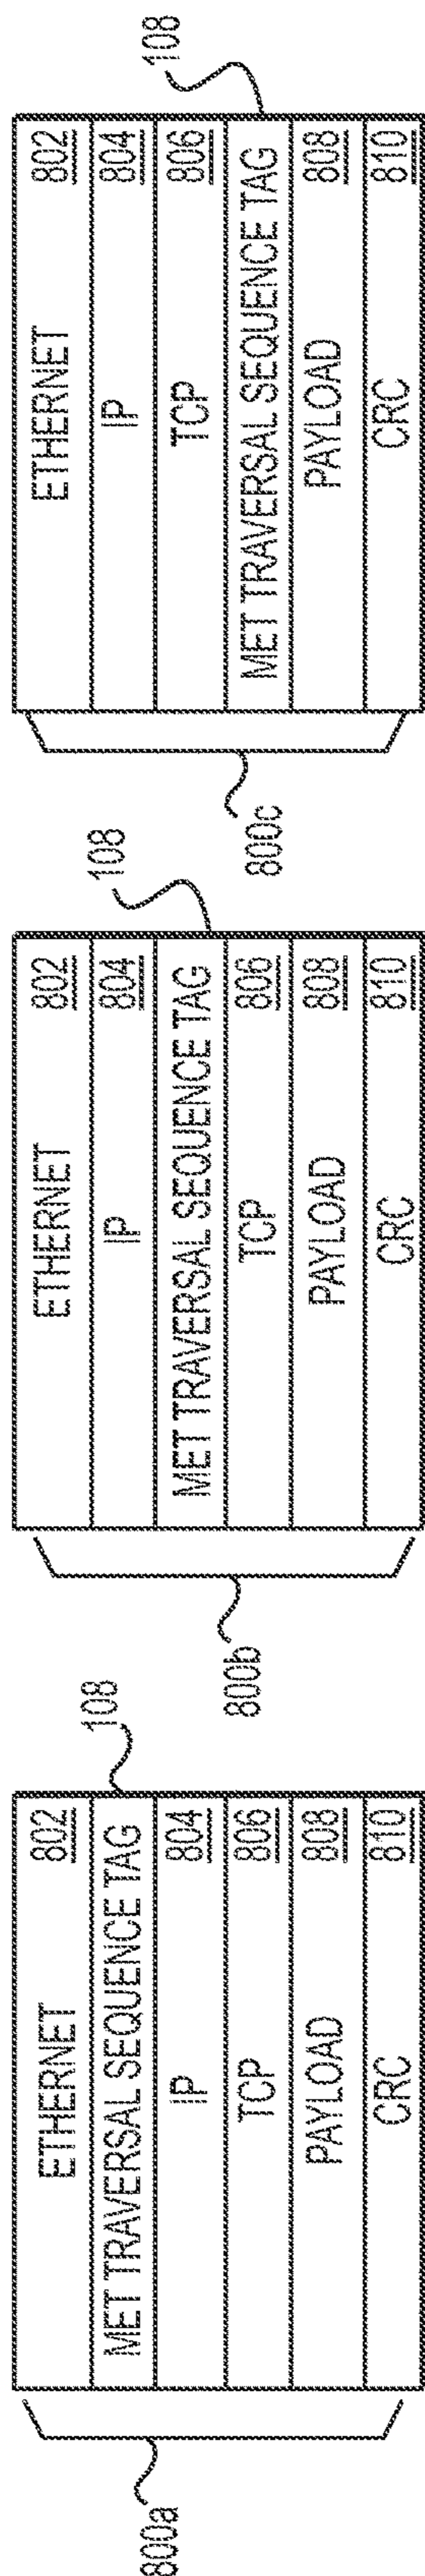 800a
108
ETHERNET 802
MET TRAVERSAL SEQUENCE TAG
IP 804
TCP 806
PAYLOAD 808
CRC 810
800b
108
ETHERNET 802
IP 804
MET TRAVERSAL SEQUENCE TAG
TCP 806
PAYLOAD 808
CRC 810
800c
108
ETHERNET 802
IP 804
TCP 806
MET TRAVERSAL SEQUENCE TAG
PAYLOAD 808
CRC 810